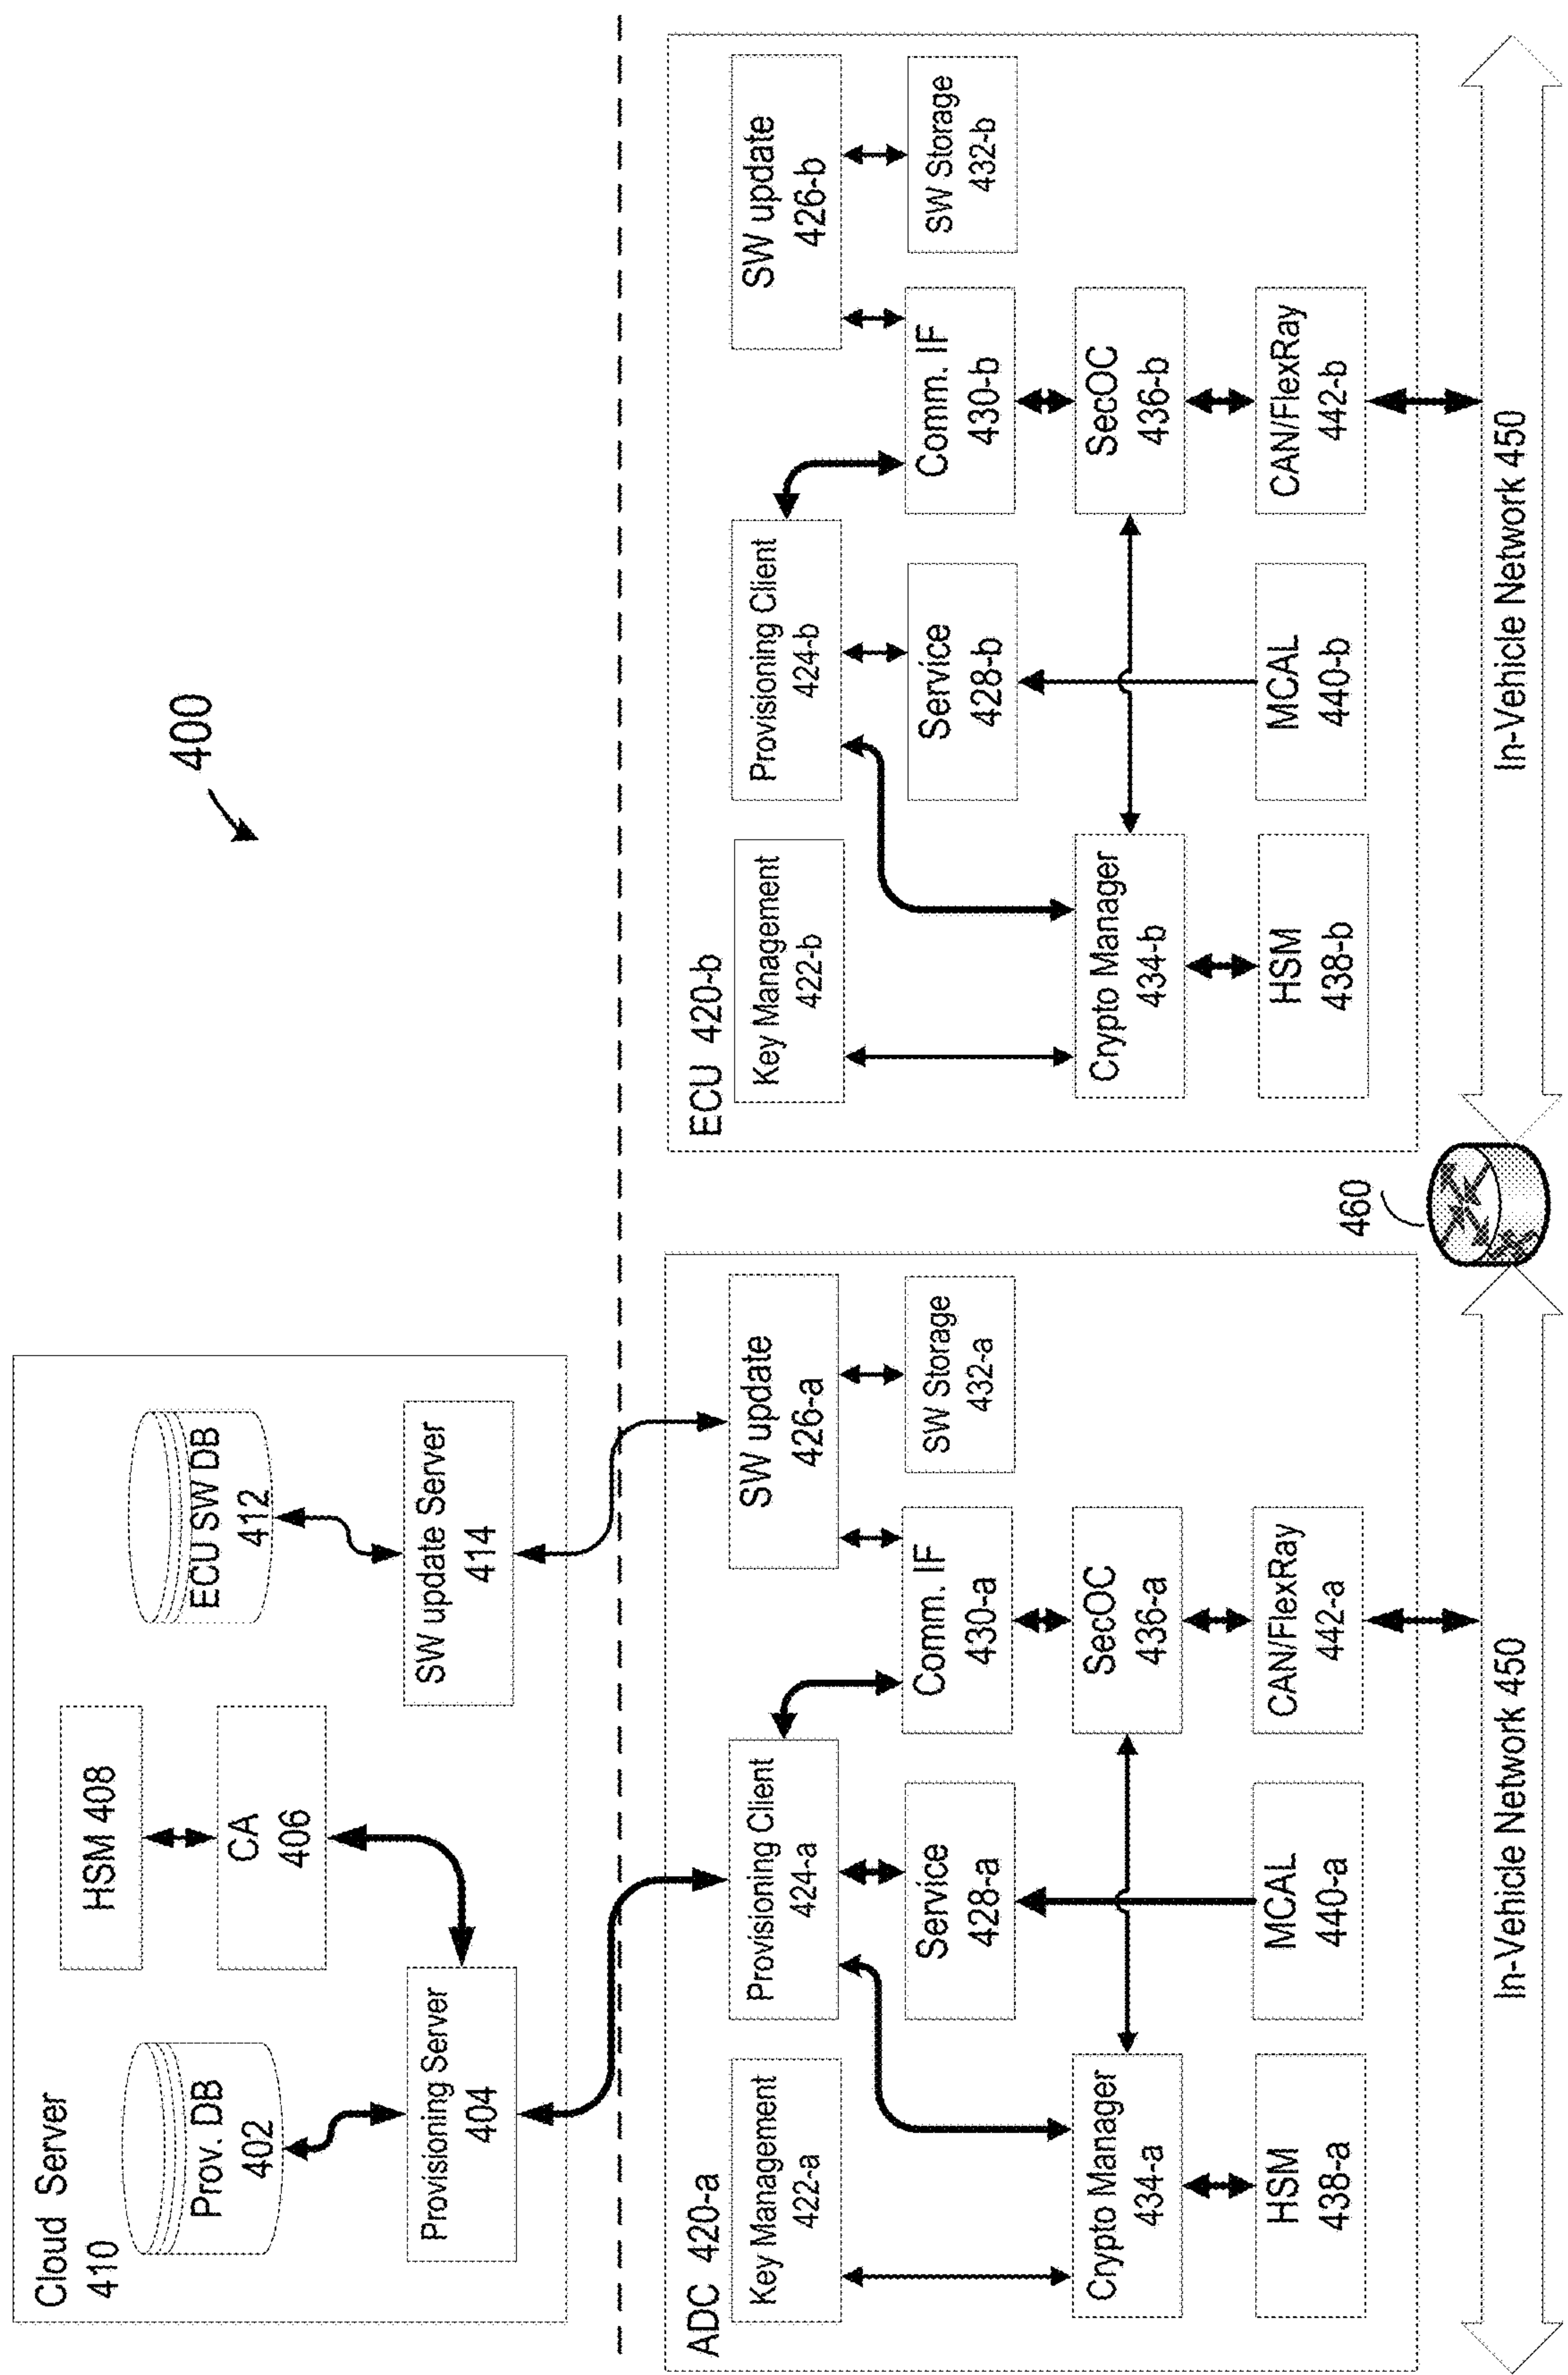 400
Cloud Server
410
Prov. DB
402
Provisioning Server
404
HSM 408
CA
406
ECU SW DB
412
SW update Server
414
ADC 420-a
Key Management
422-a
Provisioning Client
424-a
SW update
426-a
Service
428-a
Comm. IF
430-a
SW Storage
432-a
Crypto Manager
434-a
SecOC
436-a
HSM
438-a
MCAL
440-a
CAN/FlexRay
442-a
In-Vehicle Network 450
460
ECU 420-b
Key Management
422-b
Provisioning Client
424-b
SW update
426-b
Service
428-b
Comm. IF
430-b
SW Storage
432-b
Crypto Manager
434-b
SecOC
436-b
HSM
438-b
MCAL
440-b
CAN/FlexRay
442-b
In-Vehicle Network 450